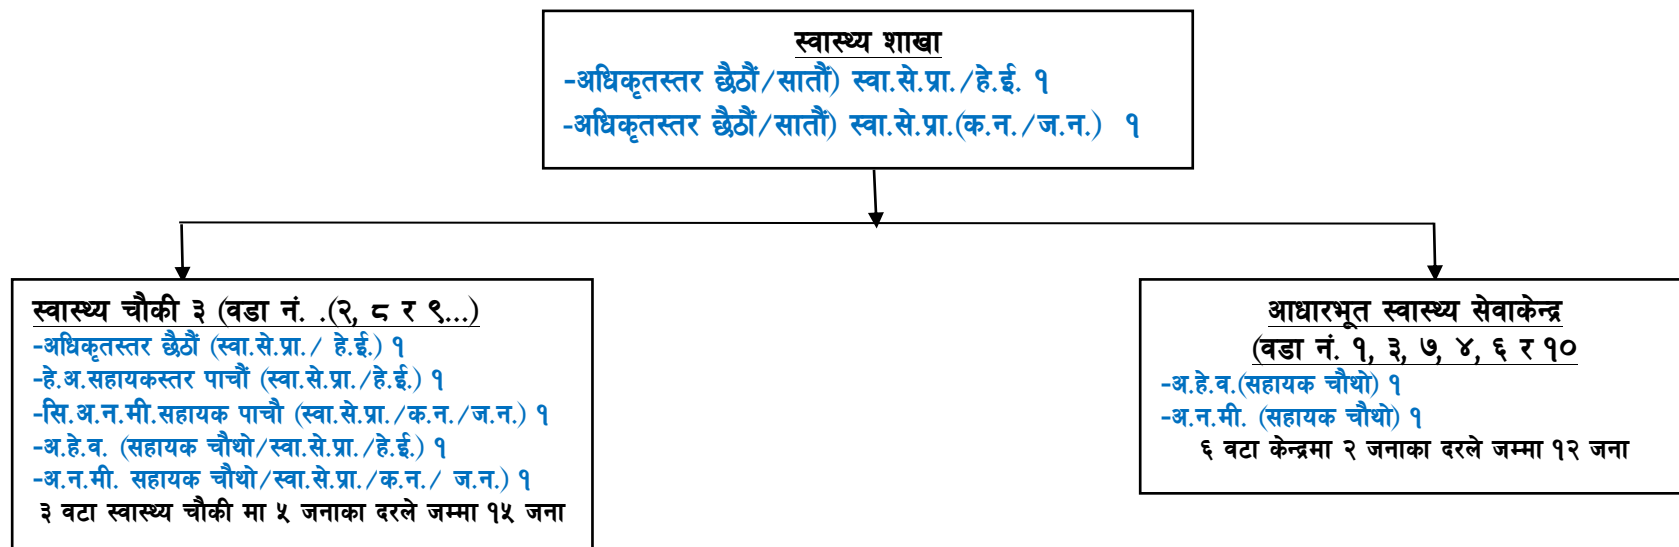 स्वास्थ्य शाखा
-अधिकृतस्तर छैठौं/सातौं) स्वा.से.प्रा./हे.ई. १
-अधिकृतस्तर छैठौं/सातौं) स्वा.से.प्रा.(क.न./ज.न.) १
स्वास्थ्य चौकी ३ (वडा नं. .(२, ८ र ९...)
-अधिकृतस्तर छैठौं (स्वा.से.प्रा./ हे.ई.) १
-हे.अ.सहायकस्तर पाचौं (स्वा.से.प्रा./हे.ई.) १
-सि.अ.न.मी.सहायक पाचौ (स्वा.से.प्रा./क.न./ज.न.) १
-अ.हे.व. (सहायक चौथो/स्वा.से.प्रा./हे.ई.) १
-अ.न.मी. सहायक चौथो/स्वा.से.प्रा./क.न./ ज.न.) १
३ वटा स्वास्थ्य चौकी मा ५ जनाका दरले जम्मा १५ जना
आधारभूत स्वास्थ्य सेवाकेन्द्र
(वडा नं. १, ३, ७, ४, ६ र १०
-अ.हे.व.(सहायक चौथो) १
-अ.न.मी. (सहायक चौथो) १
६ वटा केन्द्रमा २ जनाका दरले जम्मा १२ जना